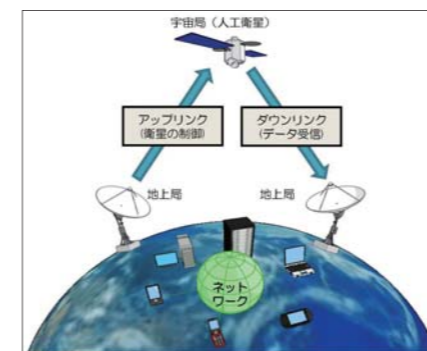 宇宙局（人工衛星）
アップリンク
(衛星の制御)
ダウンリンク
(データ受信)
地上局
地上局
ネット
ワーク